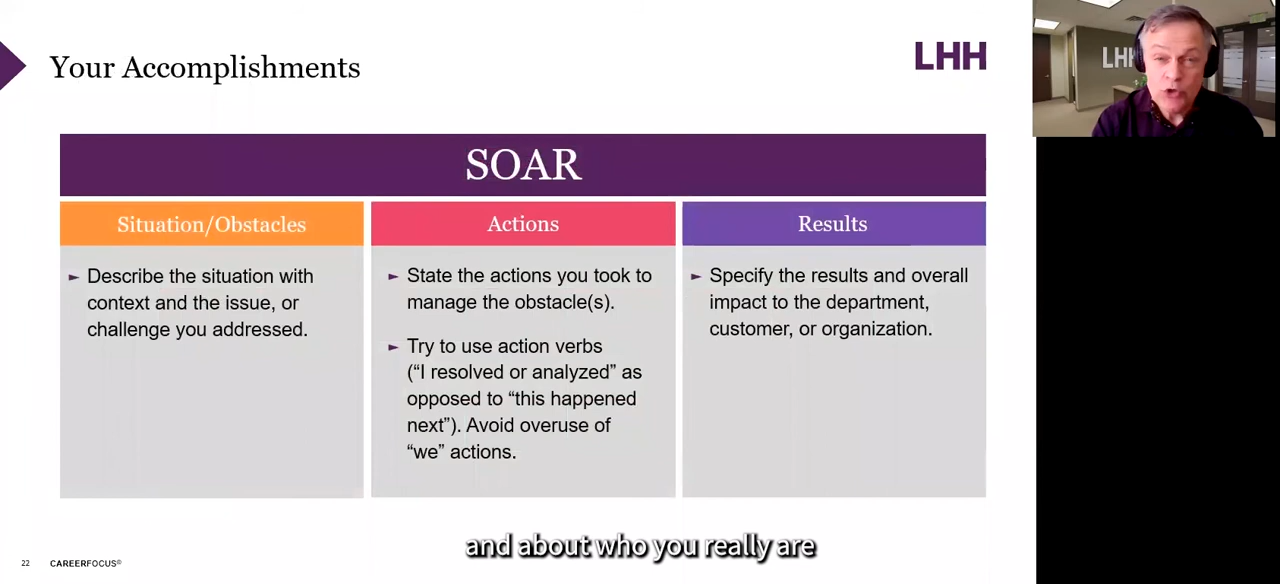 Your Accomplishments
LHH
LHH
SOAR
Situation/Obstacles
Actions
Results
► Describe the situation with
context and the issue, or
challenge you addressed.
► State the actions you took to
manage the obstacle(s).
► Try to use action verbs
(“I resolved or analyzed” as
opposed to “this happened
next”). Avoid overuse of
“we” actions.
► Specify the results and overall
impact to the department,
customer, or organization.
and about who you really are
22 CAREERFOCUS®